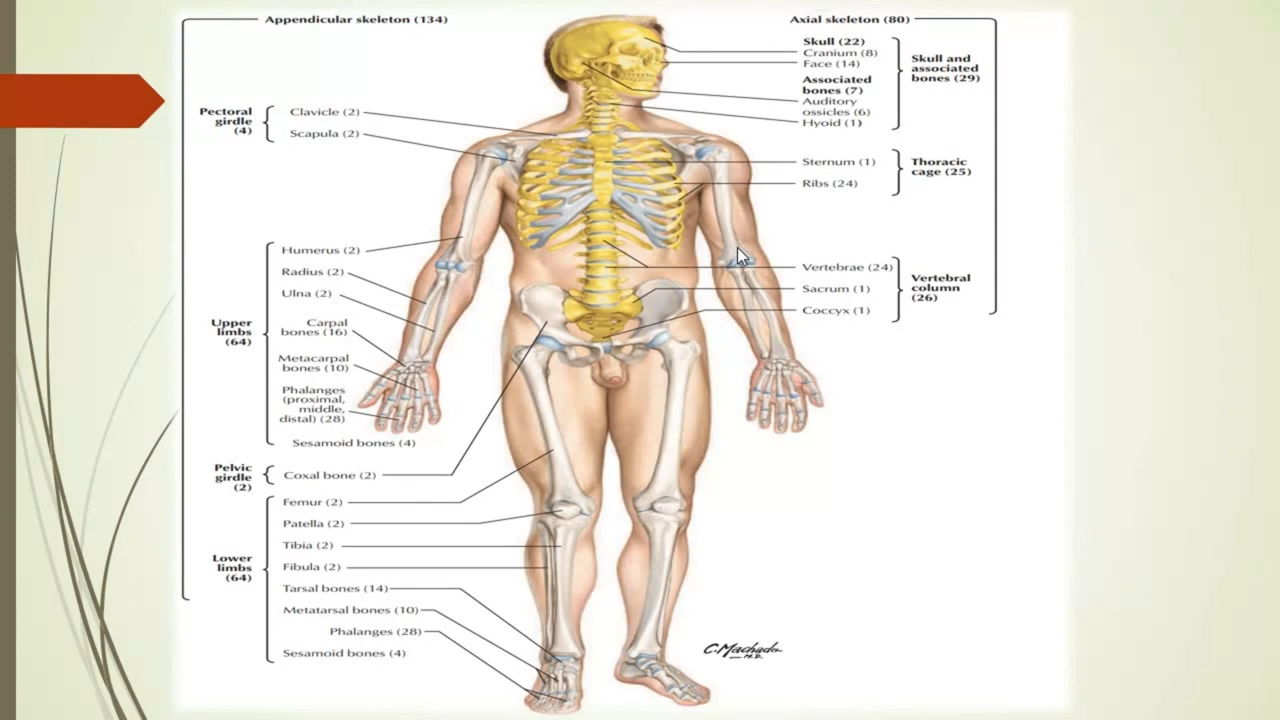 Appendicular skeleton (134)
Pectoral
girdle
(4)
Clavicle (2)
Scapula (2)
Upper
limbs
(64)
Humerus (2)
Radius (2)
Ulna (2)
Carpal
bones (16)
Metacarpal
bones (10)
Phalanges
(proximal,
middle,
distal) (28)
Sesamoid bones (4)
Pelvic
girdle
(2)
Coxal bone (2)
Lower
limbs
(64)
Femur (2)
Patella (2)
Tibia (2)
Fibula (2)
Tarsal bones (14)
Metatarsal bones (10)
Phalanges (28)
Sesamoid bones (4)
Axial skeleton (80)
Skull (22)
Cranium (8)
Face (14)
Associated
bones (7)
Auditory
ossicles (6)
Hyoid (1)
Skull and
associated
bones (29)
Sternum (1)
Ribs (24)
Thoracic
cage (25)
Vertebrae (24)
Sacrum (1)
Coccyx (1)
Vertebral
column
(26)
C. Machado
M.D.